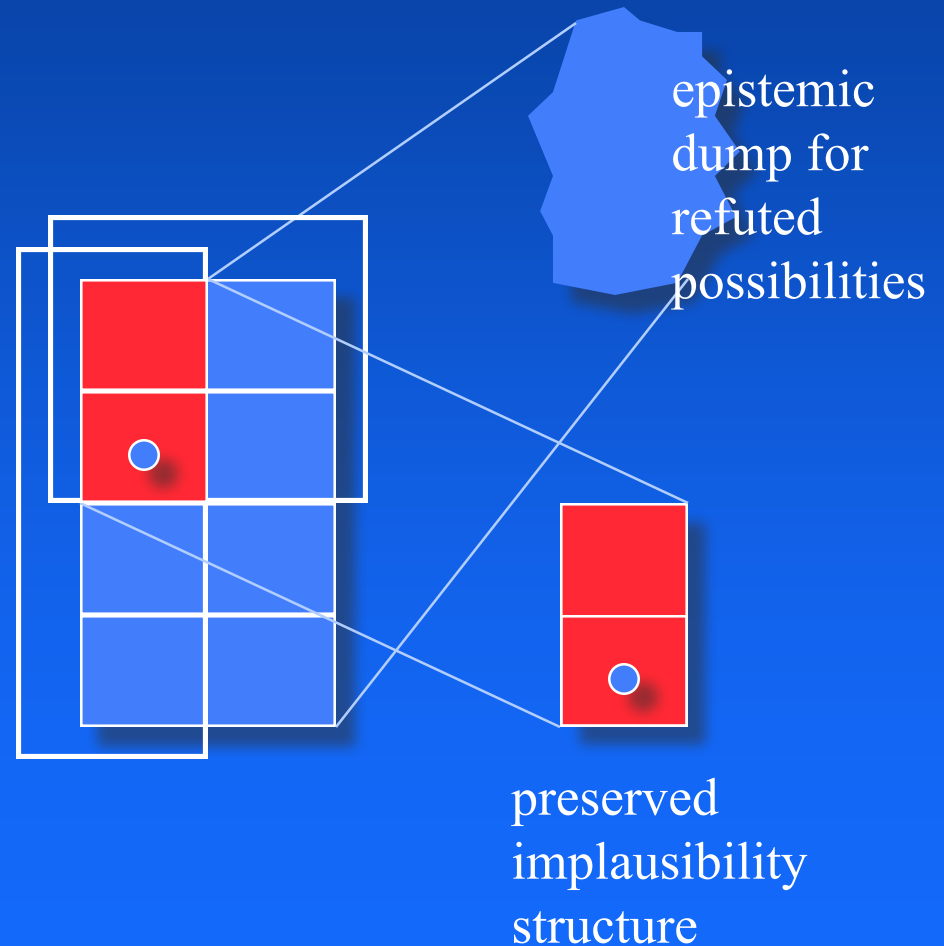 epistemic
dump for
refuted
possibilities
preserved
implausibility
structure